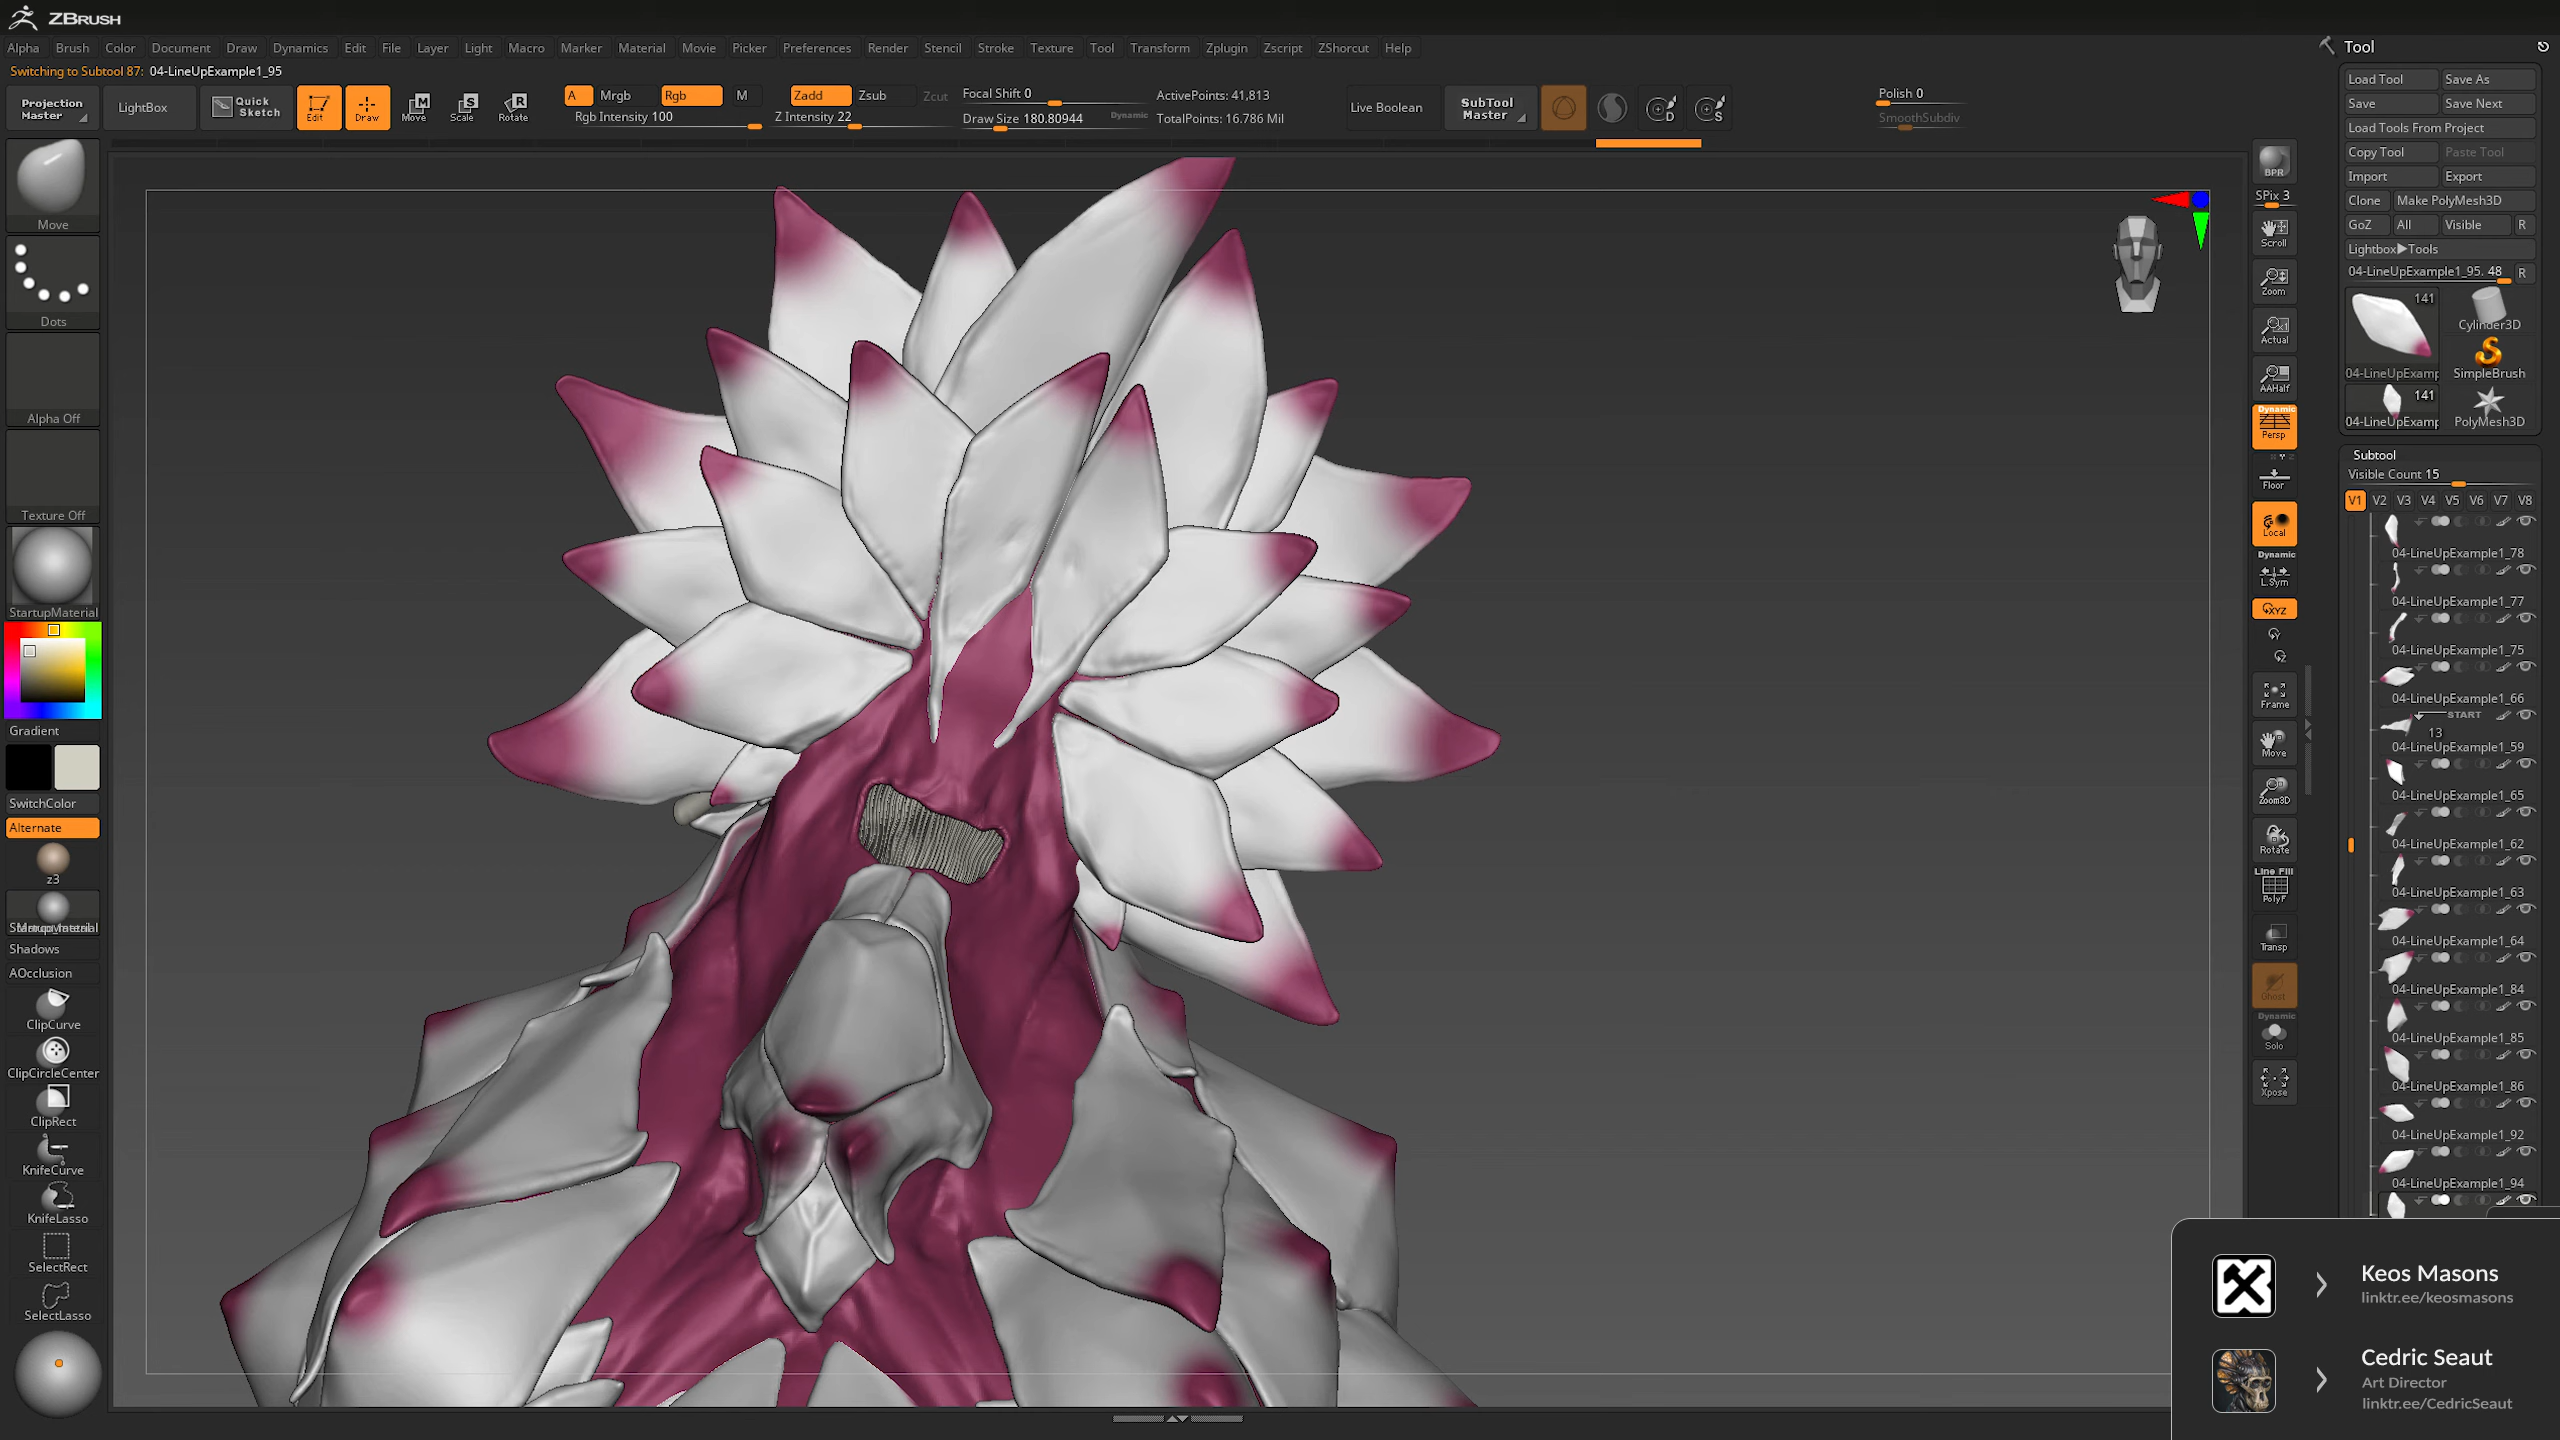 ZBRUSH
Alpha Brush Color Document Draw Dynamics Edit File Layer Light Macro Marker Material Movie Picker Preferences Render Stencil Stroke Texture Tool Transform Zplugin Zscript ZShorcut Help
Switching to Subtool 87: 04-LineUpExample1_95
Projection Master
LightBox
Quick Sketch
Edit
Draw
Move
Scale
Rotate
A Mrgb Rgb M
Rgb Intensity 100
Zadd Zsub Zcut
Z Intensity 22
Focal Shift 0
Draw Size 180.80944
Dynamic
ActivePoints: 41,813
TotalPoints: 16.786 Mil
Live Boolean
SubTool Master
Polish 0
SmoothSubdiv
Move
Dots
Alpha Off
Texture Off
StartupMaterial
Gradient
SwitchColor
Alternate
z3
Shadows
AOcclusion
ClipCurve
ClipCircleCenter
ClipRect
KnifeCurve
KnifeLasso
SelectRect
SelectLasso
BPR
SPix 3
Scroll
Zoom
Actual
AAHalf
Dynamic
Persp
Floor
Local
Dynamic
L.Sym
XYZ
Frame
Move
Zoom3D
Rotate
Line Fill
PolyF
Transp
Ghost
Dynamic
Solo
Xpose
Tool
Load Tool Save As
Save Save Next
Load Tools From Project
Copy Tool Paste Tool
Import Export
Clone Make PolyMesh3D
GoZ All Visible R
Lightbox▶Tools
04-LineUpExample1_95. 48 R
141
Cylinder3D
04-LineUpExamp SimpleBrush
141
04-LineUpExamp PolyMesh3D
Subtool
Visible Count 15
V1 V2 V3 V4 V5 V6 V7 V8
04-LineUpExample1_78
04-LineUpExample1_77
04-LineUpExample1_75
04-LineUpExample1_66
START
13
04-LineUpExample1_59
04-LineUpExample1_65
04-LineUpExample1_62
04-LineUpExample1_63
04-LineUpExample1_64
04-LineUpExample1_84
04-LineUpExample1_85
04-LineUpExample1_86
04-LineUpExample1_92
04-LineUpExample1_94
Keos Masons
linktr.ee/keosmasons
Cedric Seaut
Art Director
linktr.ee/CedricSeaut